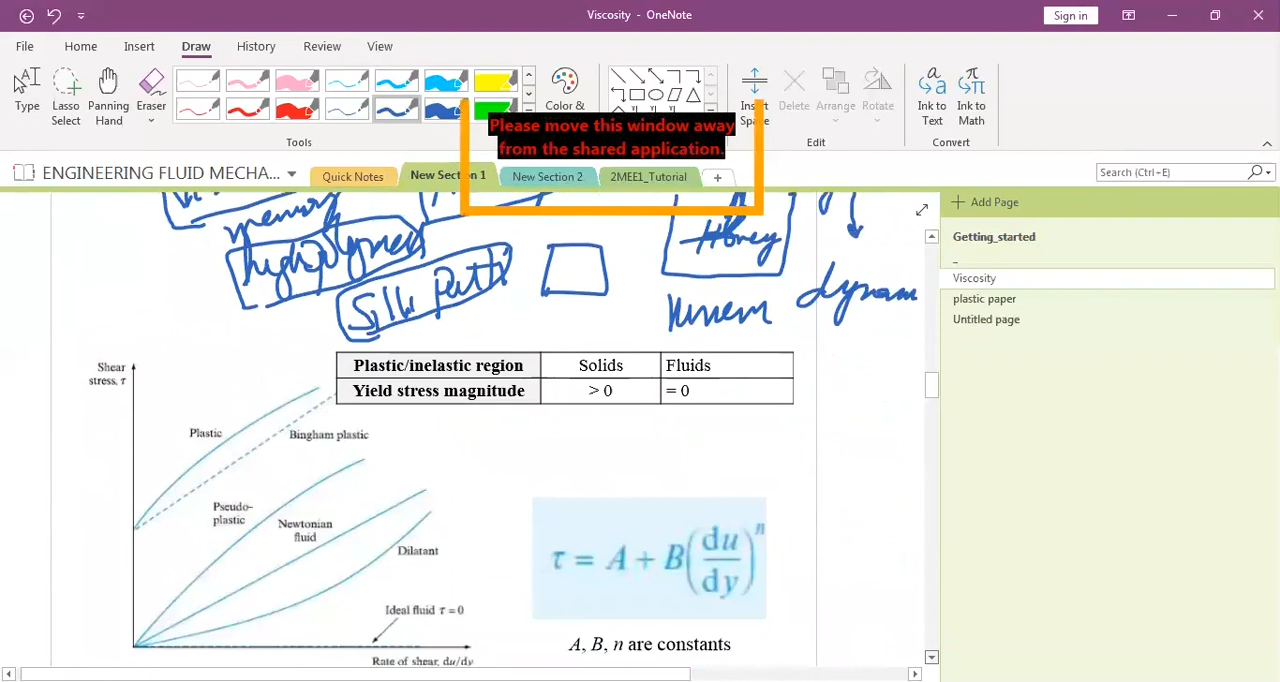 Viscosity - OneNote
Sign in
File Home Insert Draw History Review View
Type
Lasso
Select
Panning
Hand
Eraser
Color &
Insert
Space
Delete
Arrange
Rotate
Ink to
Text
Ink to
Math
Tools
Edit
Convert
Please move this window away
from the shared application.
ENGINEERING FLUID MECHA...
Quick Notes
New Section 1
New Section 2
2MEE1_Tutorial
Search (Ctrl+E)
Add Page
Getting_started
Viscosity
plastic paper
Untitled page
memory
Silly Putti
Honey
dynam
Shear
stress, τ
Plastic
Bingham plastic
Pseudo-
plastic
Newtonian
fluid
Dilatant
Ideal fluid τ = 0
Rate of shear, du/dy
Plastic/inelastic region Solids Fluids
Yield stress magnitude > 0 = 0
τ = A + B(du/dy)^n
A, B, n are constants